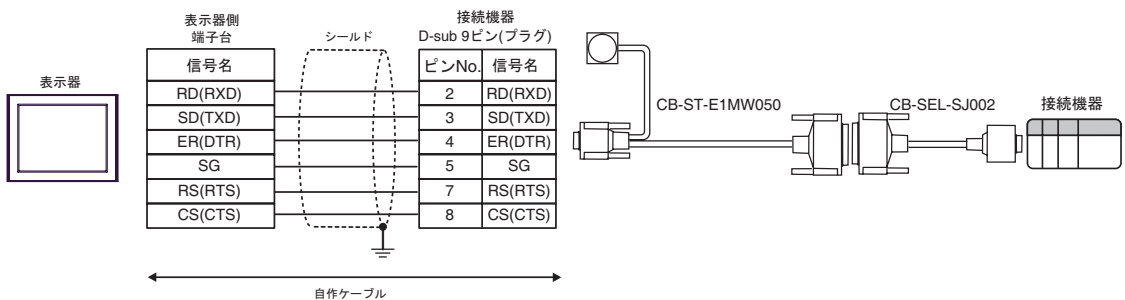 表示器
表示器側
端子台
シールド
接続機器
D-sub 9ピン(プラグ)
信号名
ピンNo.
信号名
RD(RXD)
2
RD(RXD)
SD(TXD)
3
SD(TXD)
ER(DTR)
4
ER(DTR)
SG
5
SG
RS(RTS)
7
RS(RTS)
CS(CTS)
8
CS(CTS)
自作ケーブル
CB-ST-E1MW050
CB-SEL-SJ002
接続機器